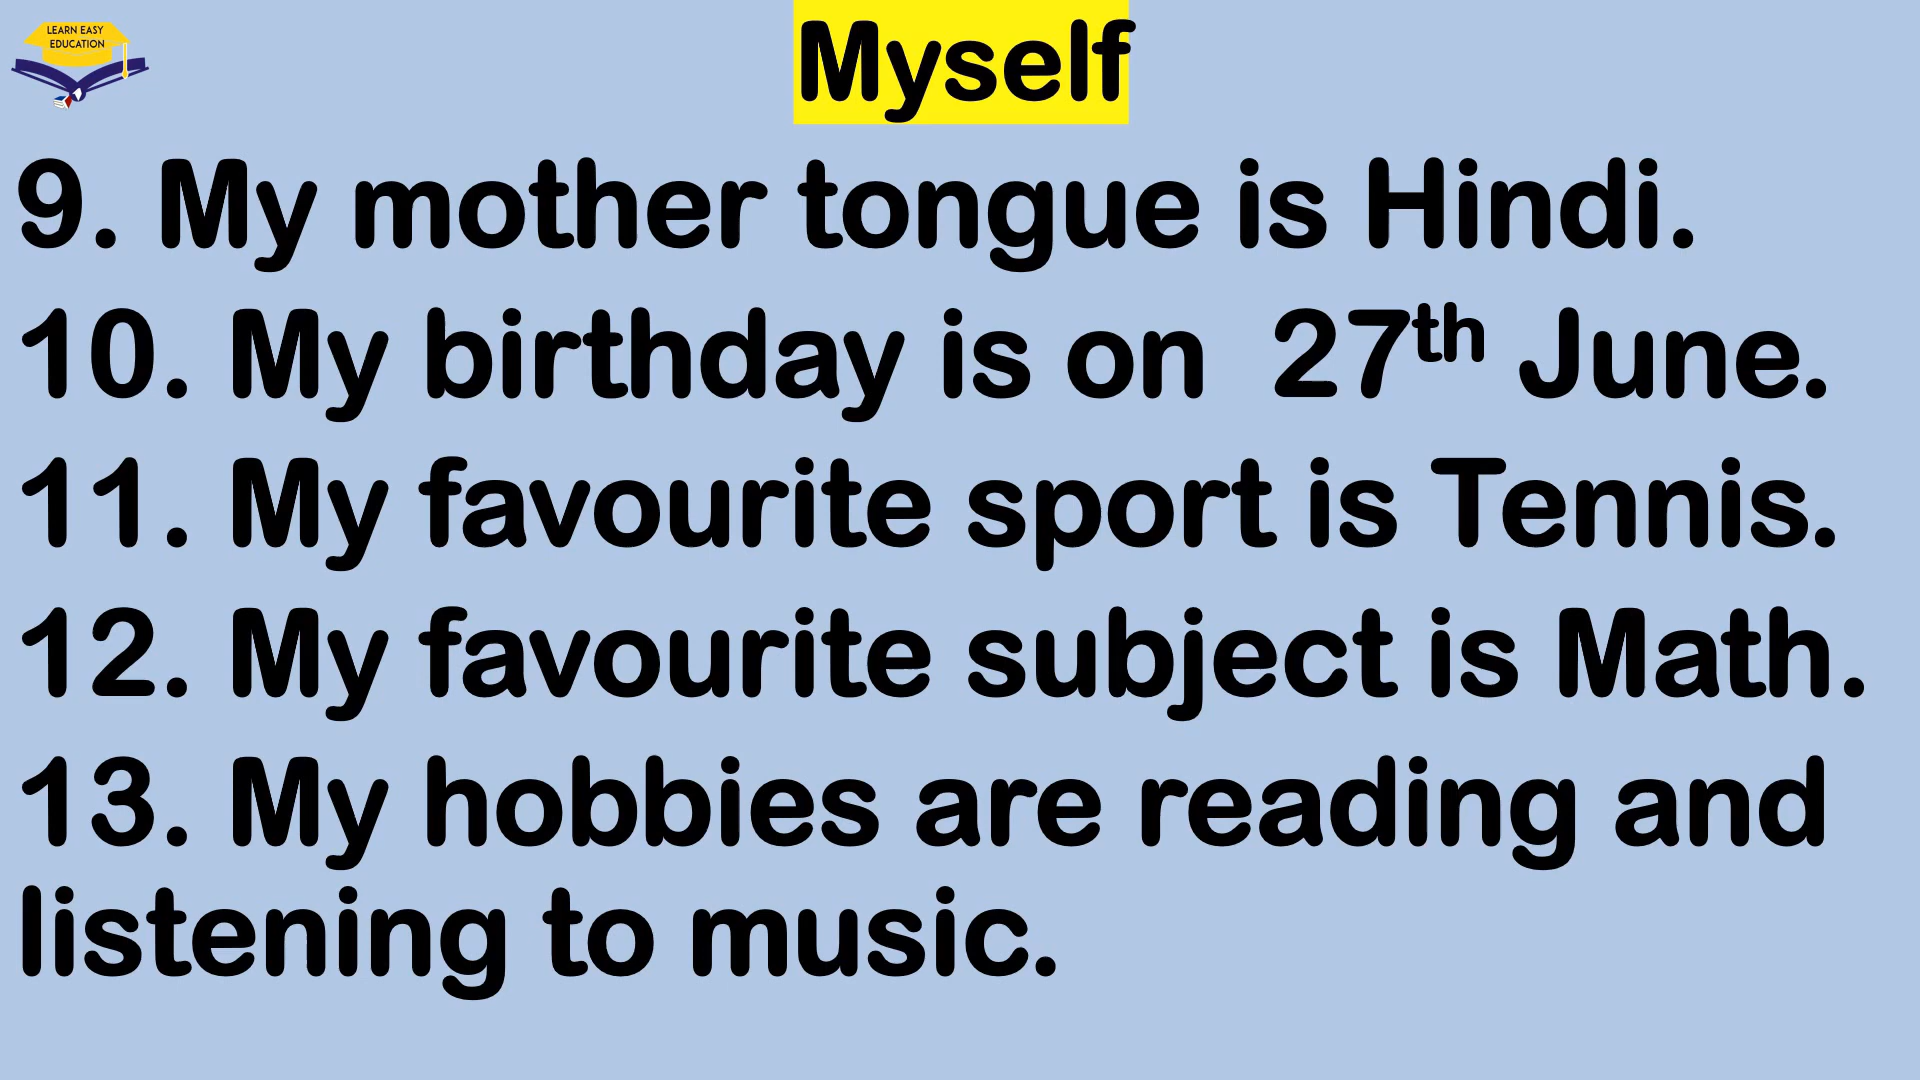 LEARN EASY
EDUCATION
Myself
9. My mother tongue is Hindi.
10. My birthday is on  27th June.
11. My favourite sport is Tennis.
12. My favourite subject is Math.
13. My hobbies are reading and
listening to music.